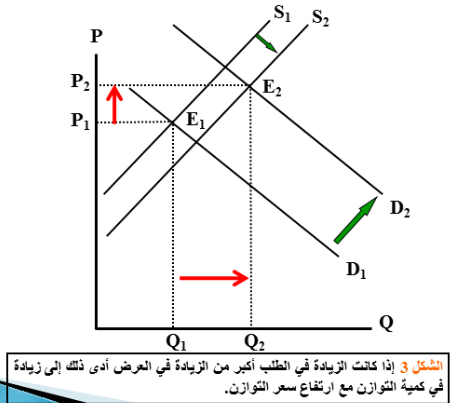 S1
S2
P
P2
E2
P1
E1
D2
D1
Q
Q1
Q2
الشكل 3 إذا كانت الزيادة في الطلب أكبر من الزيادة في العرض أدى ذلك إلى زيادة
في كمية التوازن مع ارتفاع سعر التوازن.